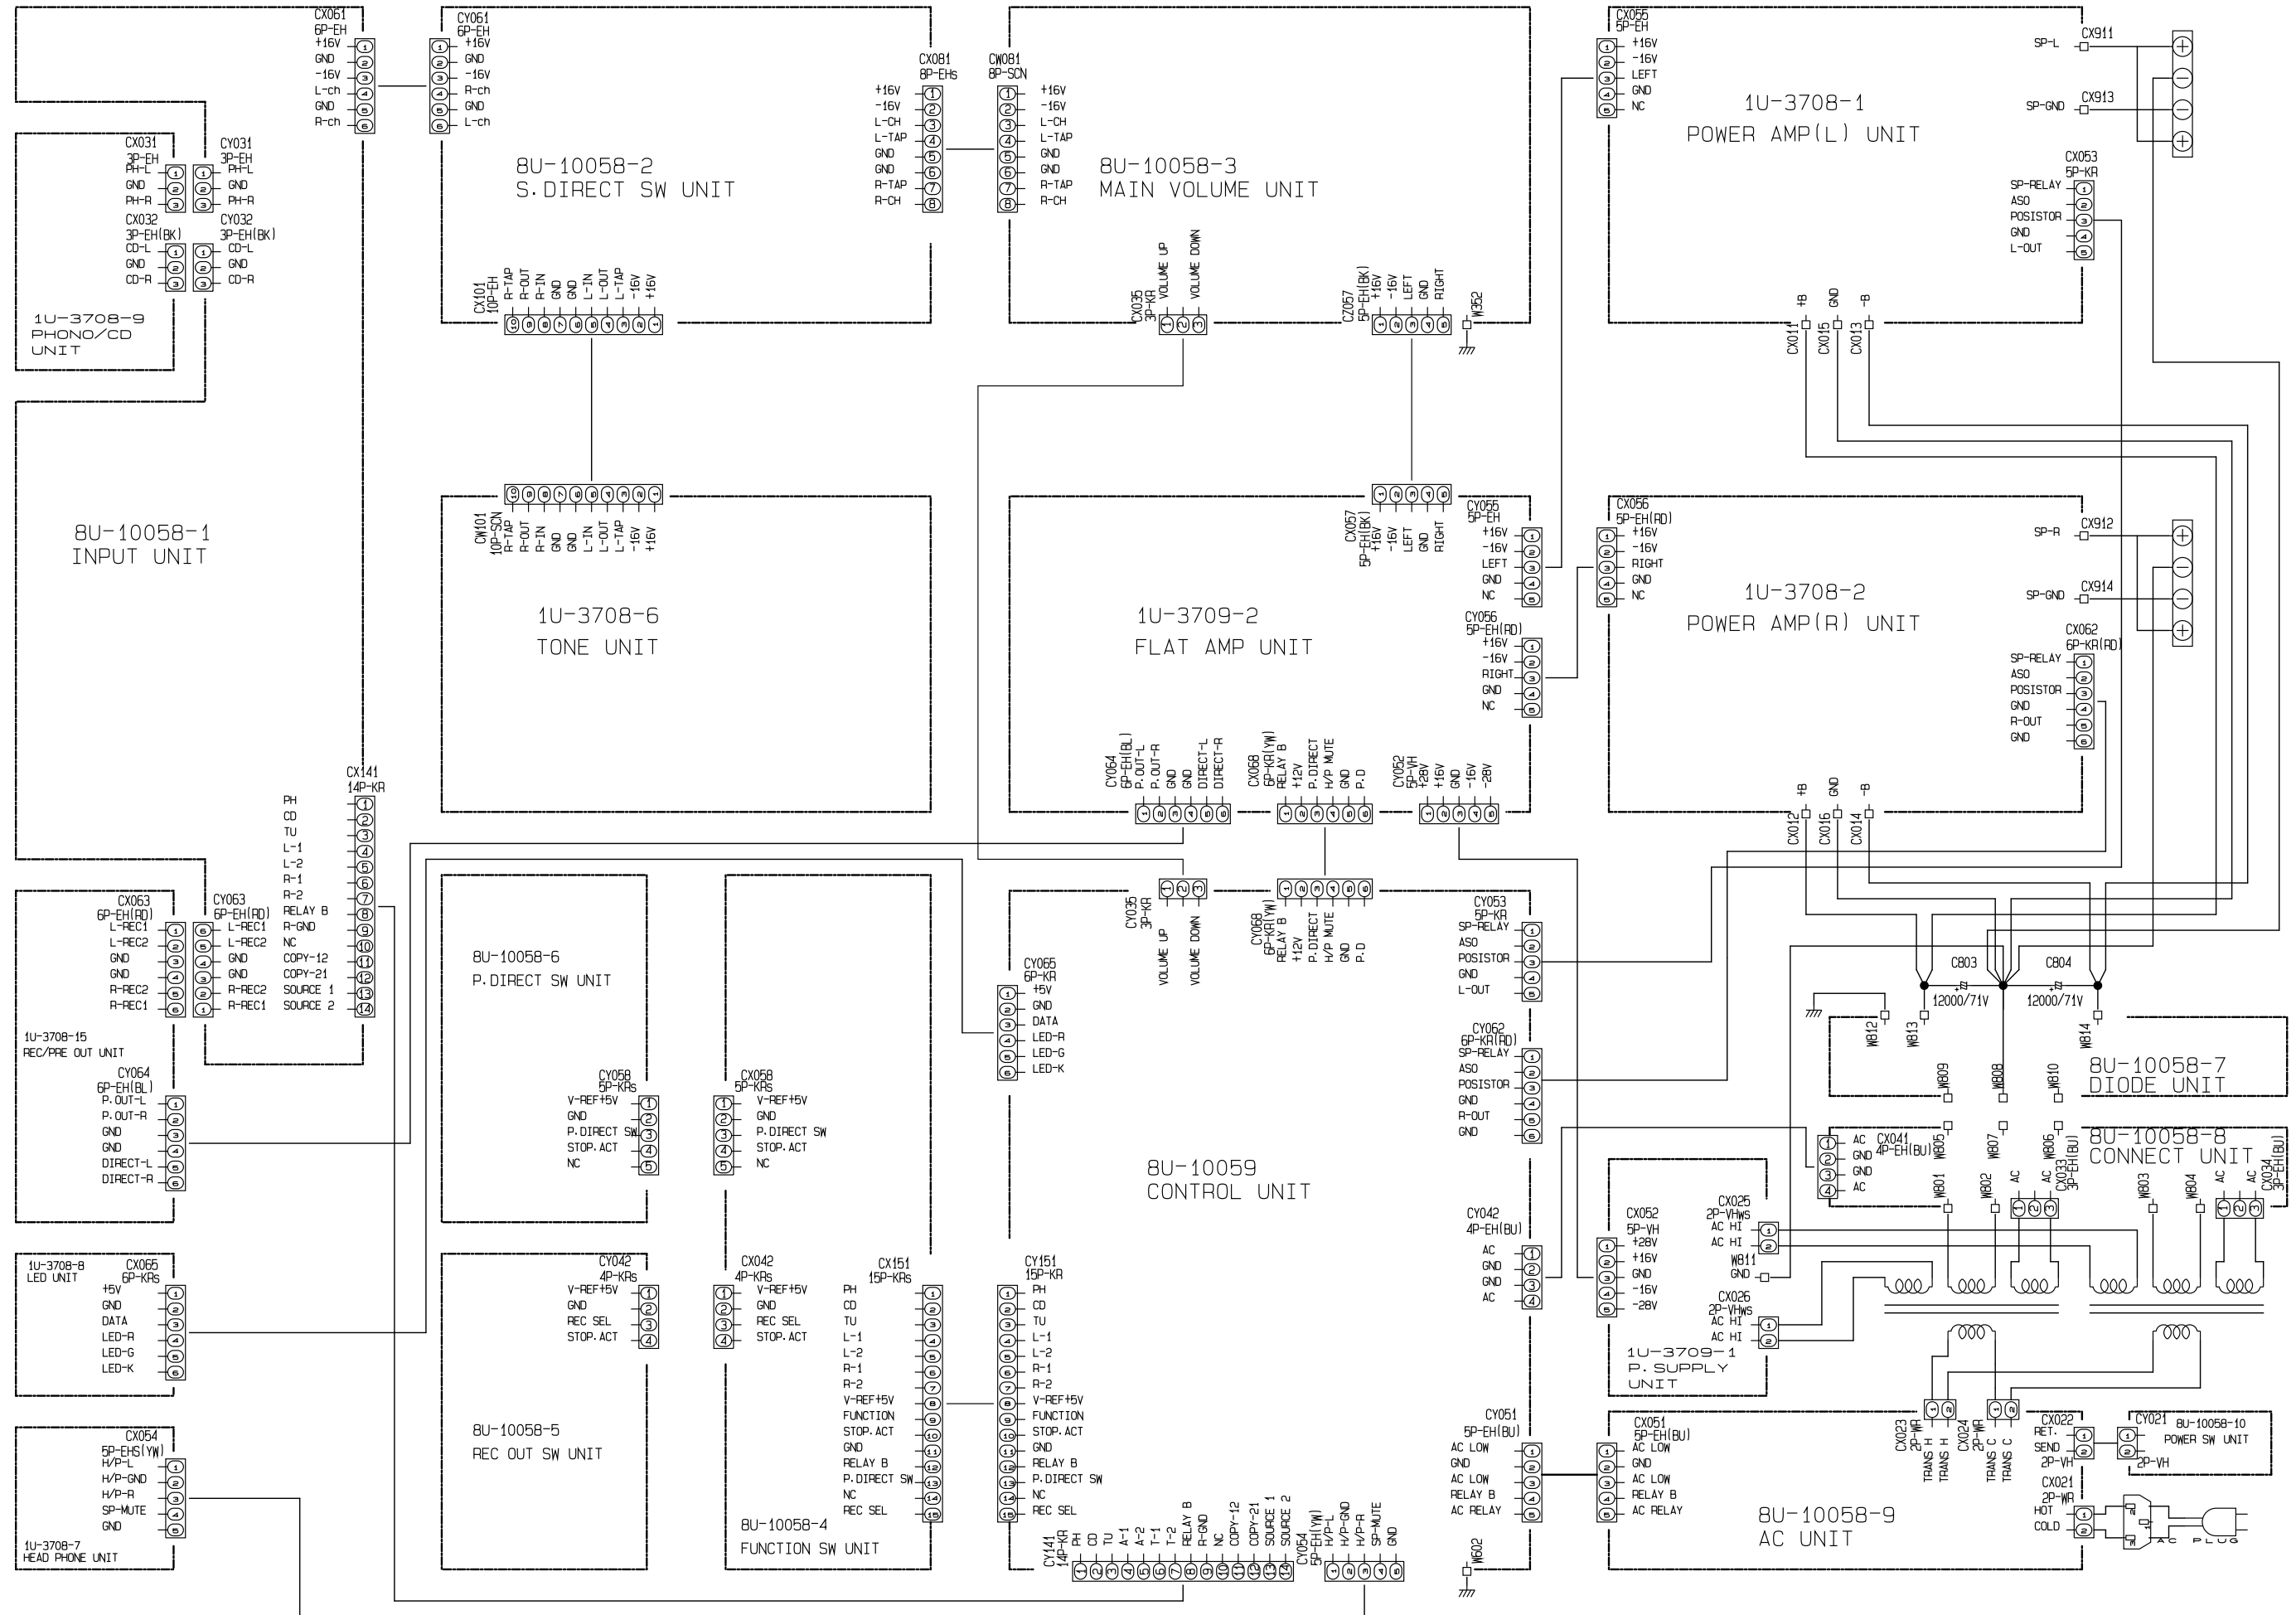 CX061
6P-EH
+16V
GND
-16V
L-ch
GND
R-ch
CY061
6P-EH
+16V
GND
-16V
R-ch
GND
L-ch
CX031
3P-EH
PH-L
GND
PH-R
CY031
3P-EH
PH-L
GND
PH-R
CX032
3P-EH(BK)
CD-L
GND
CD-R
CY032
3P-EH(BK)
CD-L
GND
CD-R
1U-3708-9
PHONO/CD
UNIT
8U-10058-2
S.DIRECT SW UNIT
CX081
8P-EHs
+16V
-16V
L-CH
L-TAP
GND
GND
R-TAP
R-CH
CW081
8P-SCN
+16V
-16V
L-CH
L-TAP
GND
GND
R-TAP
R-CH
8U-10058-3
MAIN VOLUME UNIT
CX101
10P-EH
R-TAP
R-OUT
R-IN
GND
GND
L-IN
L-OUT
L-TAP
-16V
+16V
CX035
3P-KR
VOLUME UP
VOLUME DOWN
CZ057
5P-EH(BK)
+16V
-16V
LEFT
GND
RIGHT
W352
CX055
5P-EH
+16V
-16V
LEFT
GND
NC
1U-3708-1
POWER AMP(L) UNIT
SP-L
CX911
SP-GND
CX913
CX053
5P-KR
SP-RELAY
ASO
POSISTOR
GND
L-OUT
+B
GND
-B
CX011
CX015
CX013
8U-10058-1
INPUT UNIT
CW101
10P-SCN
R-TAP
R-OUT
R-IN
GND
GND
L-IN
L-OUT
L-TAP
-16V
+16V
1U-3708-6
TONE UNIT
CX057
5P-EH(BK)
+16V
-16V
LEFT
GND
RIGHT
1U-3709-2
FLAT AMP UNIT
CY055
5P-EH
+16V
-16V
LEFT
GND
NC
CY056
5P-EH(RD)
+16V
-16V
RIGHT
GND
NC
CX056
5P-EH(RD)
+16V
-16V
RIGHT
GND
NC
1U-3708-2
POWER AMP(R) UNIT
SP-R
CX912
SP-GND
CX914
CX062
6P-KR(RD)
SP-RELAY
ASO
POSISTOR
GND
R-OUT
GND
+B
GND
-B
CX012
CX016
CX014
CY064
6P-EH(BL)
P.OUT-L
P.OUT-R
GND
GND
DIRECT-L
DIRECT-R
CX068
6P-KR(YW)
RELAY B
+12V
P.DIRECT
H/P MUTE
GND
P.D
CY052
5P-VH
+28V
+16V
GND
-16V
-28V
CX141
14P-KR
PH
CD
TU
L-1
L-2
R-1
R-2
RELAY B
R-GND
NC
COPY-12
COPY-21
SOURCE 1
SOURCE 2
CX063
6P-EH(RD)
L-REC1
L-REC2
GND
GND
R-REC2
R-REC1
CY063
6P-EH(RD)
L-REC1
L-REC2
GND
GND
R-REC2
R-REC1
1U-3708-15
REC/PRE OUT UNIT
CY064
6P-EH(BL)
P.OUT-L
P.OUT-R
GND
GND
DIRECT-L
DIRECT-R
8U-10058-6
P.DIRECT SW UNIT
CY058
5P-KRs
V-REF+5V
GND
P.DIRECT SW
STOP.ACT
NC
CX058
5P-KRs
V-REF+5V
GND
P.DIRECT SW
STOP.ACT
NC
CY035
3P-KR
VOLUME UP
VOLUME DOWN
CY068
6P-KR(YW)
RELAY B
+12V
P.DIRECT
H/P MUTE
GND
P.D
CY065
6P-KR
+5V
GND
DATA
LED-R
LED-G
LED-K
CY053
5P-KR
SP-RELAY
ASO
POSISTOR
GND
L-OUT
CY062
6P-KR(RD)
SP-RELAY
ASO
POSISTOR
GND
R-OUT
GND
8U-10059
CONTROL UNIT
C803
12000/71V
C804
12000/71V
W812
W813
W814
W809
W808
W810
8U-10058-7
DIODE UNIT
8U-10058-8
CONNECT UNIT
AC
GND
GND
AC
CX041
4P-EH(BU)
W805
W807
W806
W801
W802
AC
AC
CX033
3P-EH(BU)
W803
W804
AC
AC
CX034
3P-EH(BU)
1U-3708-8
LED UNIT
CX065
6P-KRs
+5V
GND
DATA
LED-R
LED-G
LED-K
CY042
4P-KRs
V-REF+5V
GND
REC SEL
STOP.ACT
CX042
4P-KRs
V-REF+5V
GND
REC SEL
STOP.ACT
8U-10058-5
REC OUT SW UNIT
CX151
15P-KRs
PH
CD
TU
L-1
L-2
R-1
R-2
V-REF+5V
FUNCTION
STOP.ACT
GND
RELAY B
P.DIRECT SW
NC
REC SEL
8U-10058-4
FUNCTION SW UNIT
CY151
15P-KR
PH
CD
TU
L-1
L-2
R-1
R-2
V-REF+5V
FUNCTION
STOP.ACT
GND
RELAY B
P.DIRECT SW
NC
REC SEL
CY042
4P-EH(BU)
AC
GND
GND
AC
CX052
5P-VH
+28V
+16V
GND
-16V
-28V
CX025
2P-VHWS
AC HI
AC HI
W811
GND
CX026
2P-VHWS
AC HI
AC HI
1U-3709-1
P.SUPPLY
UNIT
CX054
5P-EHS(YW)
H/P-L
H/P-GND
H/P-R
SP-MUTE
GND
1U-3708-7
HEAD PHONE UNIT
CY141
14P-KR
PH
CD
TU
A-1
A-2
T-1
T-2
RELAY B
R-GND
NC
COPY-12
COPY-21
SOURCE 1
SOURCE 2
CY054
5P-EH(YW)
H/P-L
H/P-GND
H/P-R
SP-MUTE
GND
CY051
5P-EH(BU)
AC LOW
GND
AC LOW
RELAY B
AC RELAY
W602
CX051
5P-EH(BU)
AC LOW
GND
AC LOW
RELAY B
AC RELAY
CX023
2P-WR
TRANS H
TRANS H
CX024
2P-WR
TRANS C
TRANS C
8U-10058-9
AC UNIT
CX022
RET.
SEND
2P-VH
CY021
2P-VH
8U-10058-10
POWER SW UNIT
CX021
2P-WR
HOT
COLD
AC PLUG